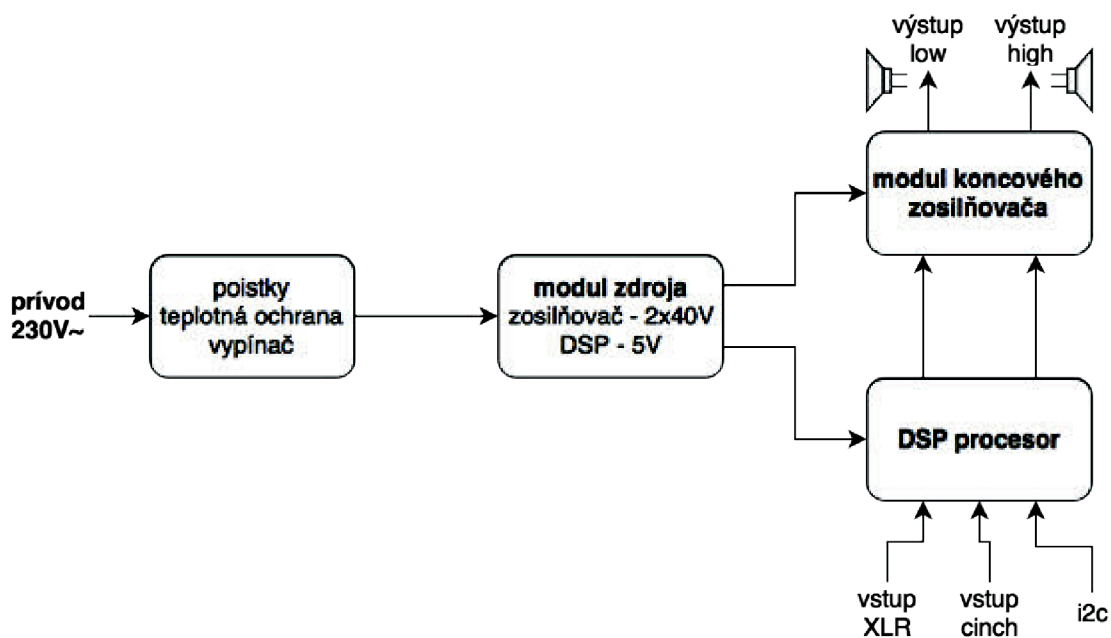 výstup
low
výstup
high
modul koncového
zosilňovača
prívod
230V~
poistky
teplotná ochrana
vypínač
modul zdroja
zosilňovač - 2x40V
DSP - 5V
DSP procesor
vstup
XLR
vstup
cinch
i2c